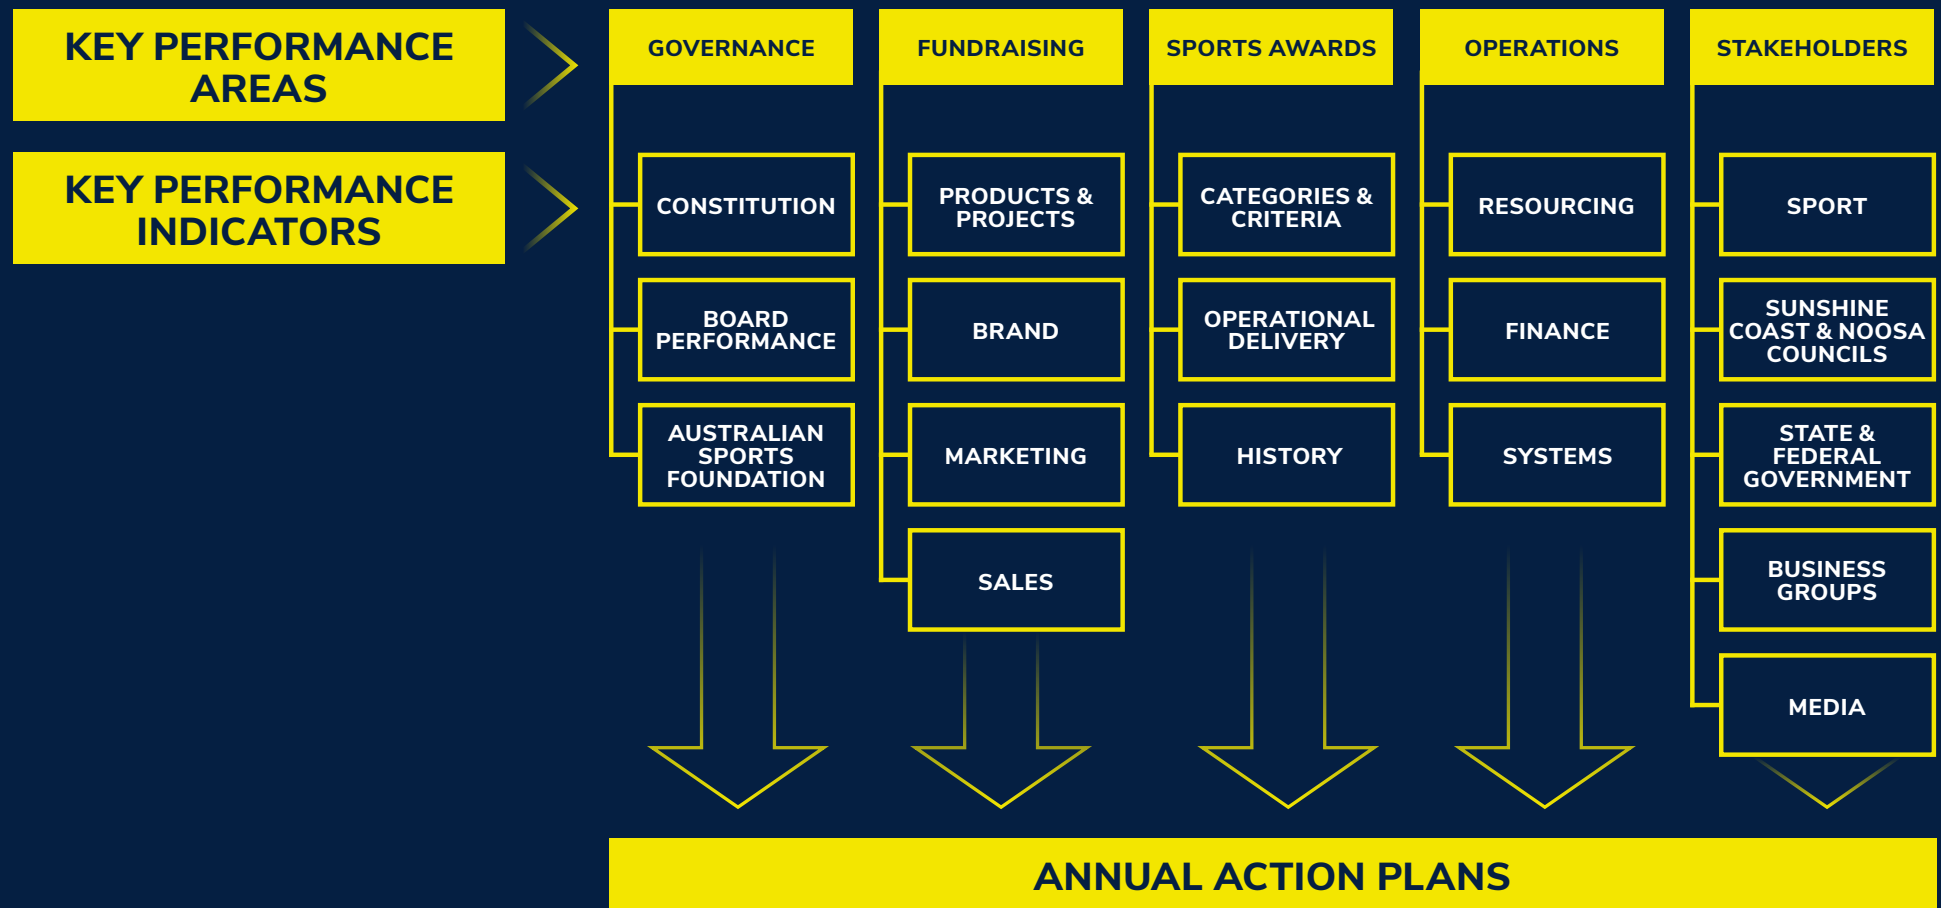 KEY PERFORMANCE
AREAS
GOVERNANCE
FUNDRAISING
SPORTS AWARDS
OPERATIONS
STAKEHOLDERS
KEY PERFORMANCE
INDICATORS
CONSTITUTION
PRODUCTS &
PROJECTS
CATEGORIES &
CRITERIA
RESOURCING
SPORT
BOARD
PERFORMANCE
BRAND
OPERATIONAL
DELIVERY
FINANCE
SUNSHINE
COAST & NOOSA
COUNCILS
AUSTRALIAN
SPORTS
FOUNDATION
MARKETING
HISTORY
SYSTEMS
STATE &
FEDERAL
GOVERNMENT
SALES
BUSINESS
GROUPS
MEDIA
ANNUAL ACTION PLANS